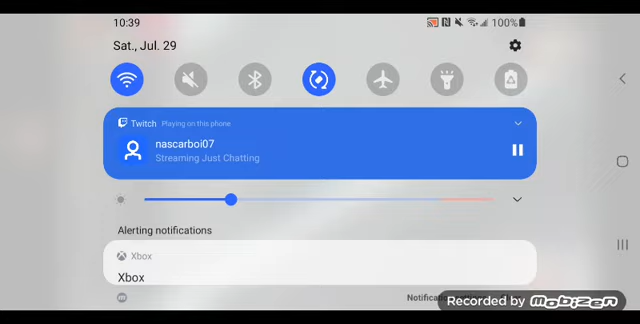 10:39
100%
Sat., Jul. 29
Twitch Playing on this phone
nascarboi07
Streaming Just Chatting
Alerting notifications
Xbox
Xbox
Recorded by Mobizen